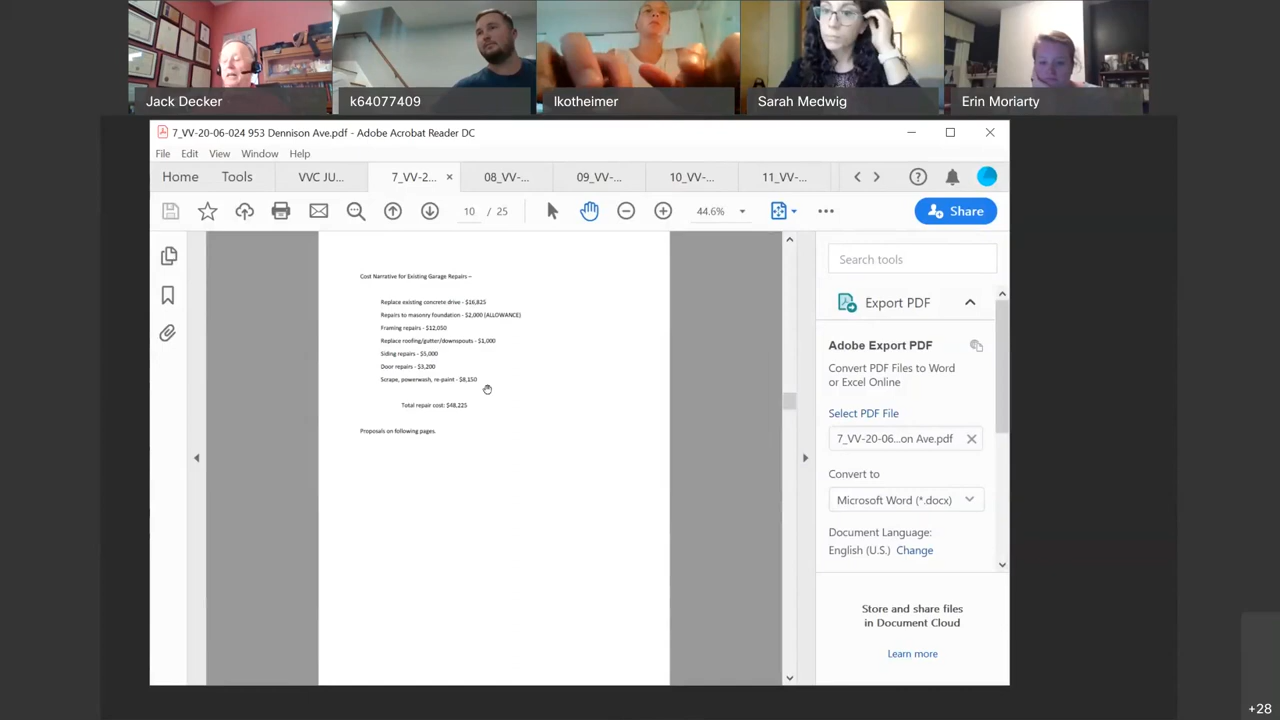 Jack Decker
k64077409
lkotheimer
Sarah Medwig
Erin Moriarty
7_VV-20-06-024 953 Dennison Ave.pdf - Adobe Acrobat Reader DC
File Edit View Window Help
Home Tools VVC JU... 7_VV-2... 08_VV-... 09_VV-... 10_VV-... 11_VV-...
10 / 25 44.6% Share
Cost Narrative for Existing Garage Repairs –
Replace existing concrete drive - $16,825
Repairs to masonry foundation - $2,000 (ALLOWANCE)
Framing repairs - $12,050
Replace roofing/gutter/downspouts - $1,000
Siding repairs - $5,000
Door repairs - $3,200
Scrape, powerwash, re-paint - $8,150
Total repair cost: $48,225
Proposals on following pages.
Search tools
Export PDF
Adobe Export PDF
Convert PDF Files to Word
or Excel Online
Select PDF File
7_VV-20-06...on Ave.pdf
Convert to
Microsoft Word (*.docx)
Document Language:
English (U.S.) Change
Store and share files
in Document Cloud
Learn more
+28